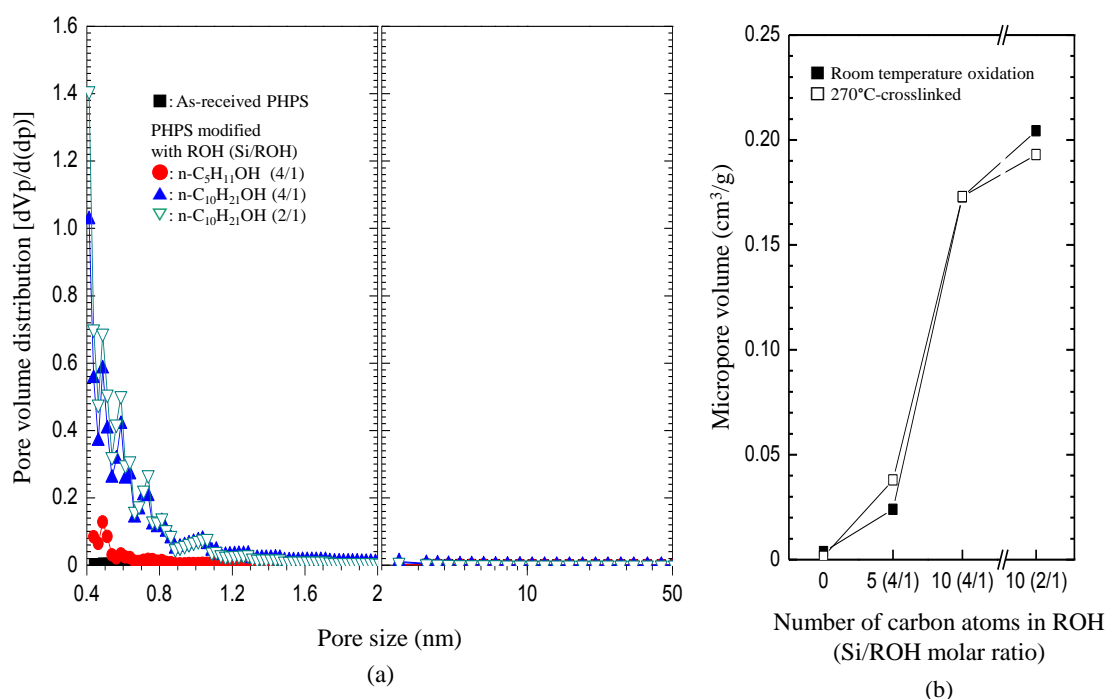 1.6
1.4
1.2
1.0
0.8
0.6
0.4
0.2
0
Pore volume distribution [dVp/d(dp)]
■: As-received PHPS
PHPS modified
with ROH (Si/ROH)
●: n-C₅H₁₁OH (4/1)
▲: n-C₁₀H₂₁OH (4/1)
▽: n-C₁₀H₂₁OH (2/1)
0.4 0.8 1.2 1.6 2 10 50
Pore size (nm)
(a)
0.25
0.20
0.15
0.10
0.05
0
Micropore volume (cm³/g)
■ Room temperature oxidation
□ 270°C-crosslinked
0 5 (4/1) 10 (4/1) 10 (2/1)
Number of carbon atoms in ROH
(Si/ROH molar ratio)
(b)